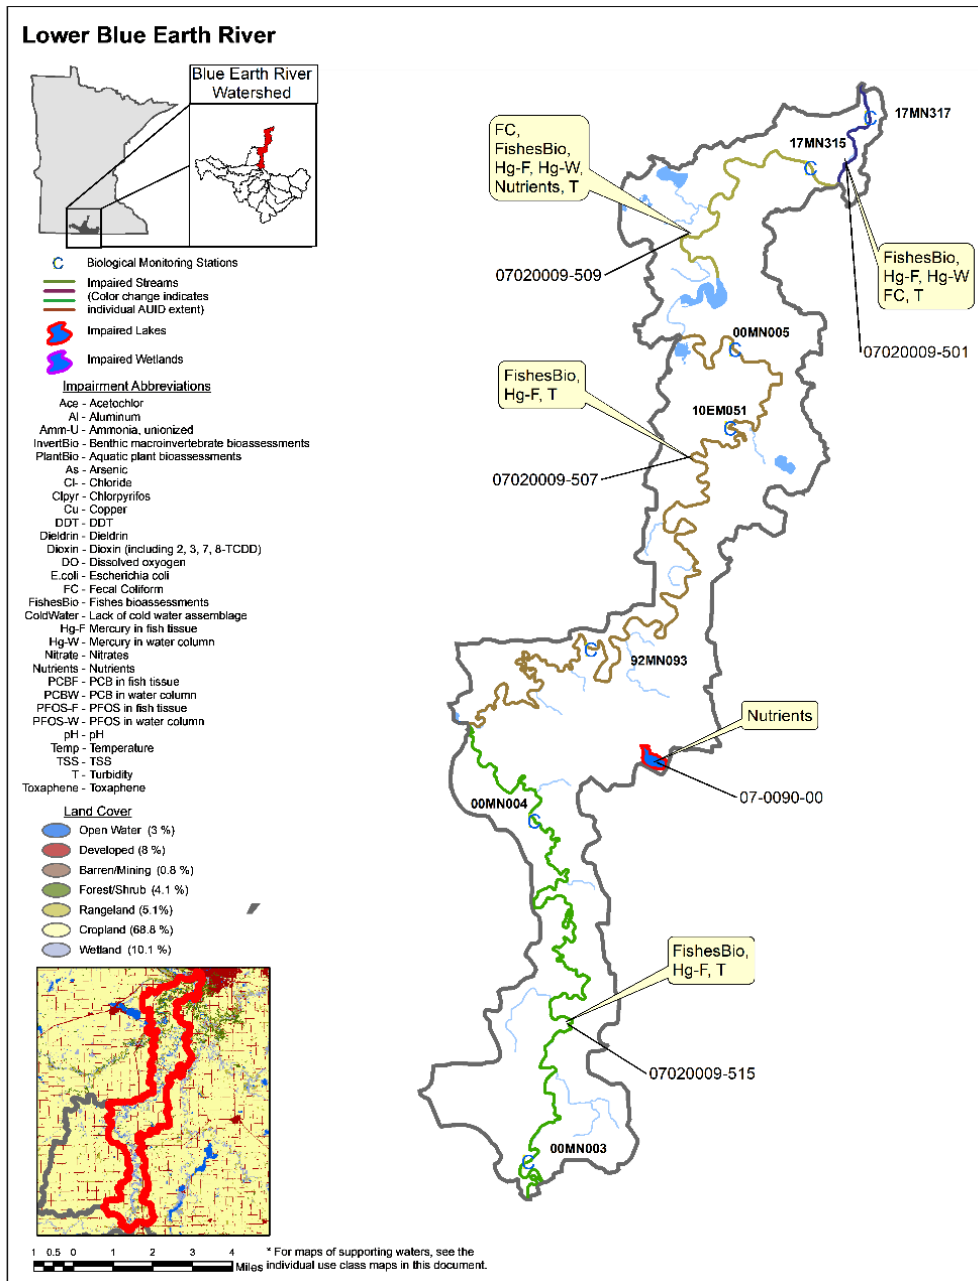 Lower Blue Earth River
Blue Earth River
Watershed
C Biological Monitoring Stations
Impaired Streams
(Color change indicates
individual AUID extent)
Impaired Lakes
Impaired Wetlands
Impairment Abbreviations
Ace - Acetochlor
Al - Aluminum
Amm-U - Ammonia, unionized
InvertBio - Benthic macroinvertebrate bioassessments
PlantBio - Aquatic plant bioassessments
As - Arsenic
Cl- - Chloride
Clpyr - Chlorpyrifos
Cu - Copper
DDT - DDT
Dieldrin - Dieldrin
Dioxin - Dioxin (including 2, 3, 7, 8-TCDD)
DO - Dissolved oxygen
E.coli - Escherichia coli
FC - Fecal Coliform
FishesBio - Fishes bioassessments
ColdWater - Lack of cold water assemblage
Hg-F Mercury in fish tissue
Hg-W - Mercury in water column
Nitrate - Nitrates
Nutrients - Nutrients
PCBF - PCB in fish tissue
PCBW - PCB in water column
PFOS-F - PFOS in fish tissue
PFOS-W - PFOS in water column
pH - pH
Temp - Temperature
TSS - TSS
T - Turbidity
Toxaphene - Toxaphene
Land Cover
Open Water (3 %)
Developed (8 %)
Barren/Mining (0.8 %)
Forest/Shrub (4.1 %)
Rangeland (5.1%)
Cropland (68.8 %)
Wetland (10.1 %)
1 0.5 0 1 2 3 4
Miles
* For maps of supporting waters, see the
individual use class maps in this document.
FC,
FishesBio,
Hg-F, Hg-W,
Nutrients, T
07020009-509
17MN317
C
17MN315
C
FishesBio,
Hg-F, Hg-W
FC, T
07020009-501
00MN005
C
FishesBio,
Hg-F, T
10EM051
C
07020009-507
C
92MN093
Nutrients
07-0090-00
00MN004
C
FishesBio,
Hg-F, T
07020009-515
00MN003
C